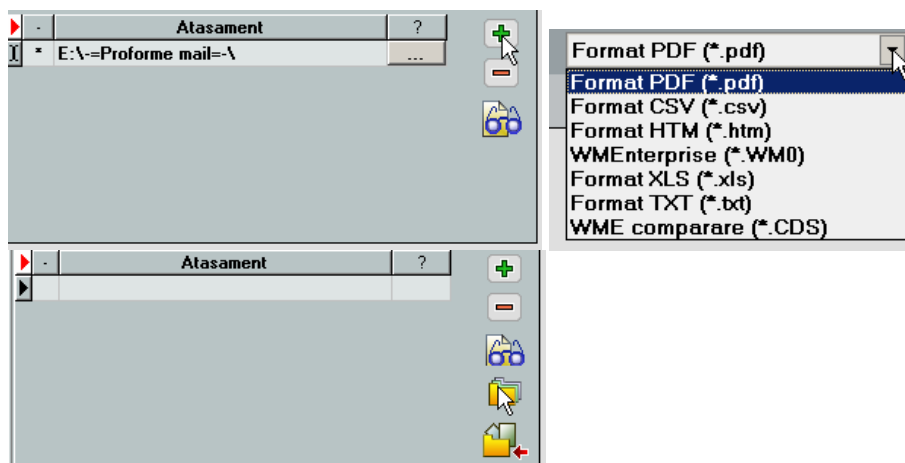 - Atasament ?
* E:\-=Proforme mail=-\ ...
Format PDF (*.pdf)
Format PDF (*.pdf)
Format CSV (*.csv)
Format HTM (*.htm)
WMEnterprise (*.WM0)
Format XLS (*.xls)
Format TXT (*.txt)
WME comparare (*.CDS)
- Atasament ?